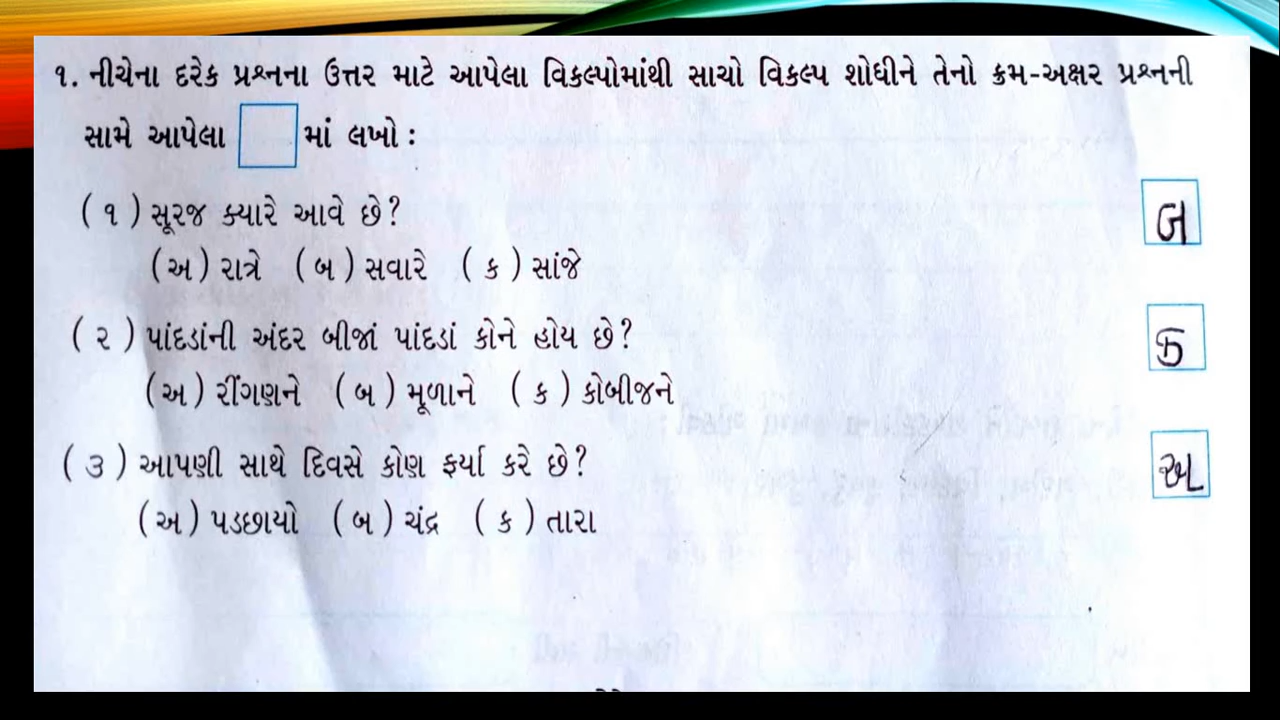 ૧. નીચેના દરેક પ્રશ્નના ઉત્તર માટે આપેલા વિકલ્પોમાંથી સાચો વિકલ્પ શોધીને તેનો ક્રમ-અક્ષર પ્રશ્નની
સામે આપેલા માં લખો :
( ૧ ) સૂરજ ક્યારે આવે છે? બ
(અ) રાત્રે (બ) સવારે (ક) સાંજે
( ૨ ) પાંદડાંની અંદર બીજાં પાંદડાં કોને હોય છે? ક
(અ) રીંગણને (બ) મૂળાને (ક) કોબીજને
( ૩ ) આપણી સાથે દિવસે કોણ ફર્યા કરે છે? અ
(અ) પડછાયો (બ) ચંદ્ર (ક) તારા